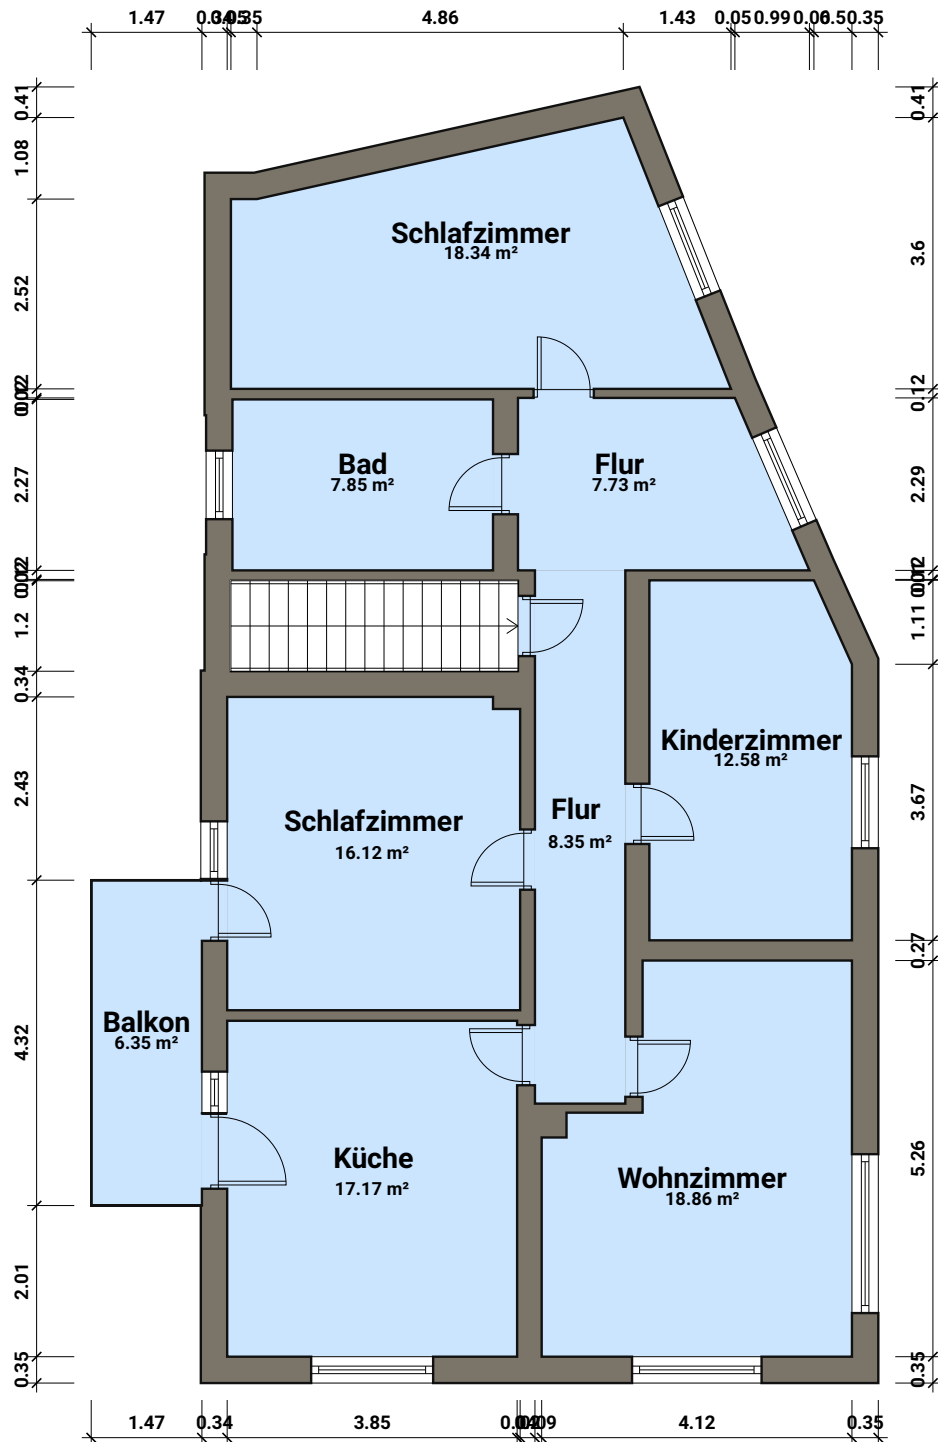 1.47
4.86
1.43
0.05
0.99
0.35
0.41
1.08
2.52
2.27
1.2
0.34
2.43
4.32
2.01
0.35
Schlafzimmer
18.34 m²
Bad
7.85 m²
Flur
7.73 m²
Kinderzimmer
12.58 m²
Schlafzimmer
16.12 m²
Flur
8.35 m²
Balkon
6.35 m²
Küche
17.17 m²
Wohnzimmer
18.86 m²
0.41
3.6
0.12
2.29
1.11
3.67
0.27
5.26
0.35
1.47
0.34
3.85
4.12
0.35